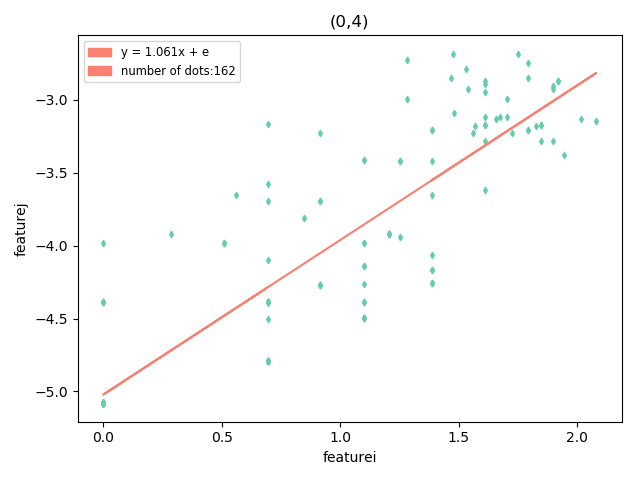 (0,4)
y = 1.061x + e
number of dots:162
−3.0
−3.5
−4.0
−4.5
−5.0
featurej
0.0 0.5 1.0 1.5 2.0
featurei